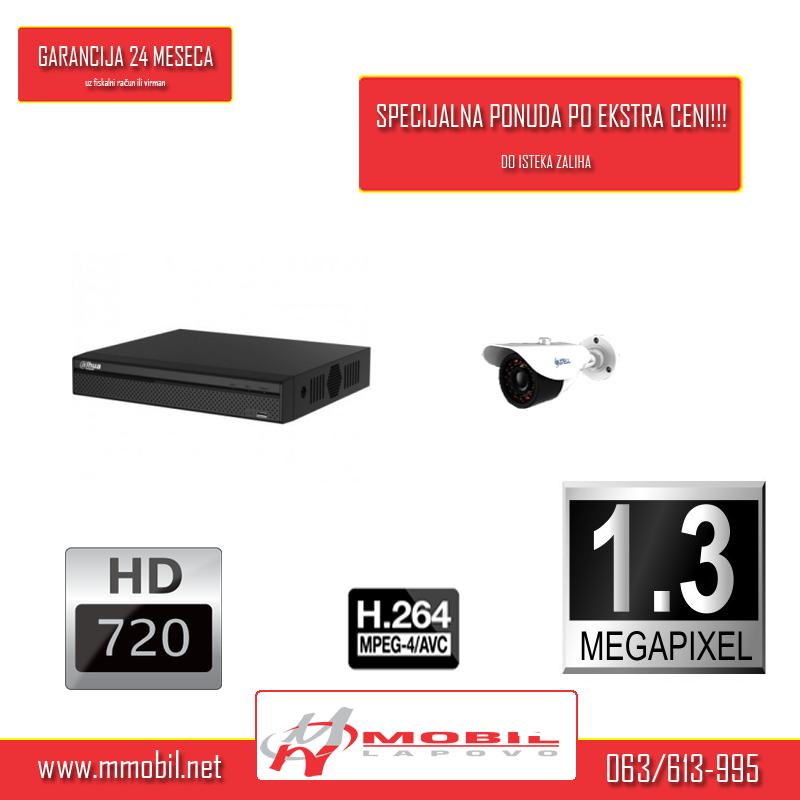 GARANCIJA 24 MESECA
uz fiskalni račun ili virman
SPECIJALNA PONUDA PO EKSTRA CENI!!!
DO ISTEKA ZALIHA
alhua
HD
720
H.264
MPEG-4/AVC
1.3
MEGAPIXEL
MOBIL
LAPOVO
www.mmobil.net
063/613-995